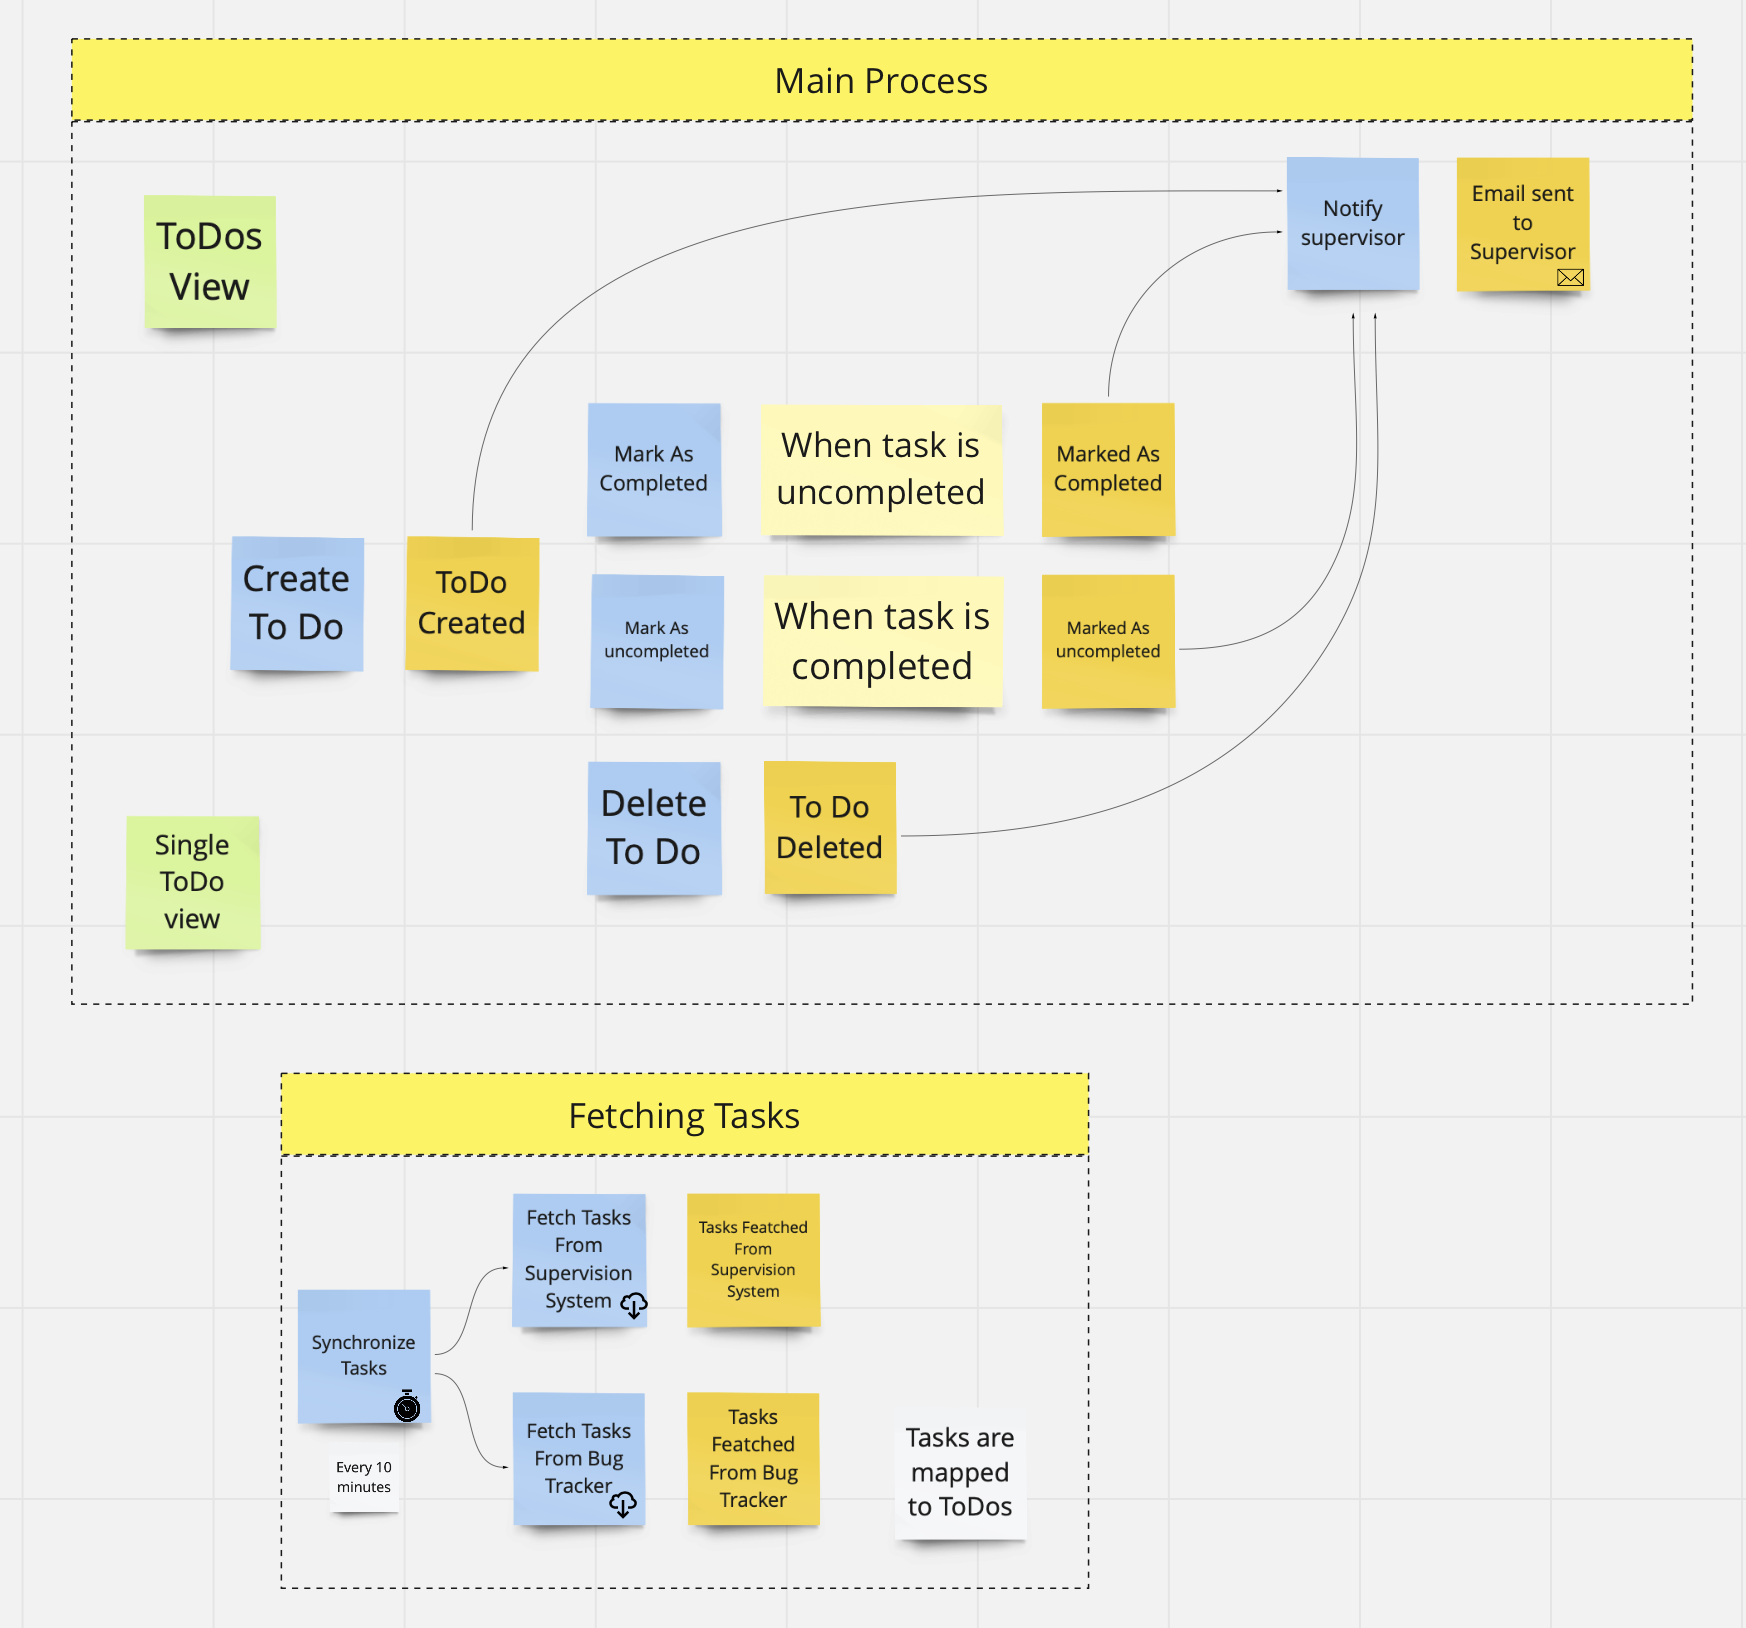 Main Process
ToDos
View
Notify
supervisor
Email sent
to
Supervisor
Mark As
Completed
When task is
uncompleted
Marked As
Completed
Create
To Do
ToDo
Created
Mark As
uncompleted
When task is
completed
Marked As
uncompleted
Delete
To Do
To Do
Deleted
Single
ToDo
view
Fetching Tasks
Fetch Tasks
From
Supervision
System
Tasks Featched
From
Supervision
System
Synchronize
Tasks
Every 10
minutes
Fetch Tasks
From Bug
Tracker
Tasks
Featched
From Bug
Tracker
Tasks are
mapped
to ToDos